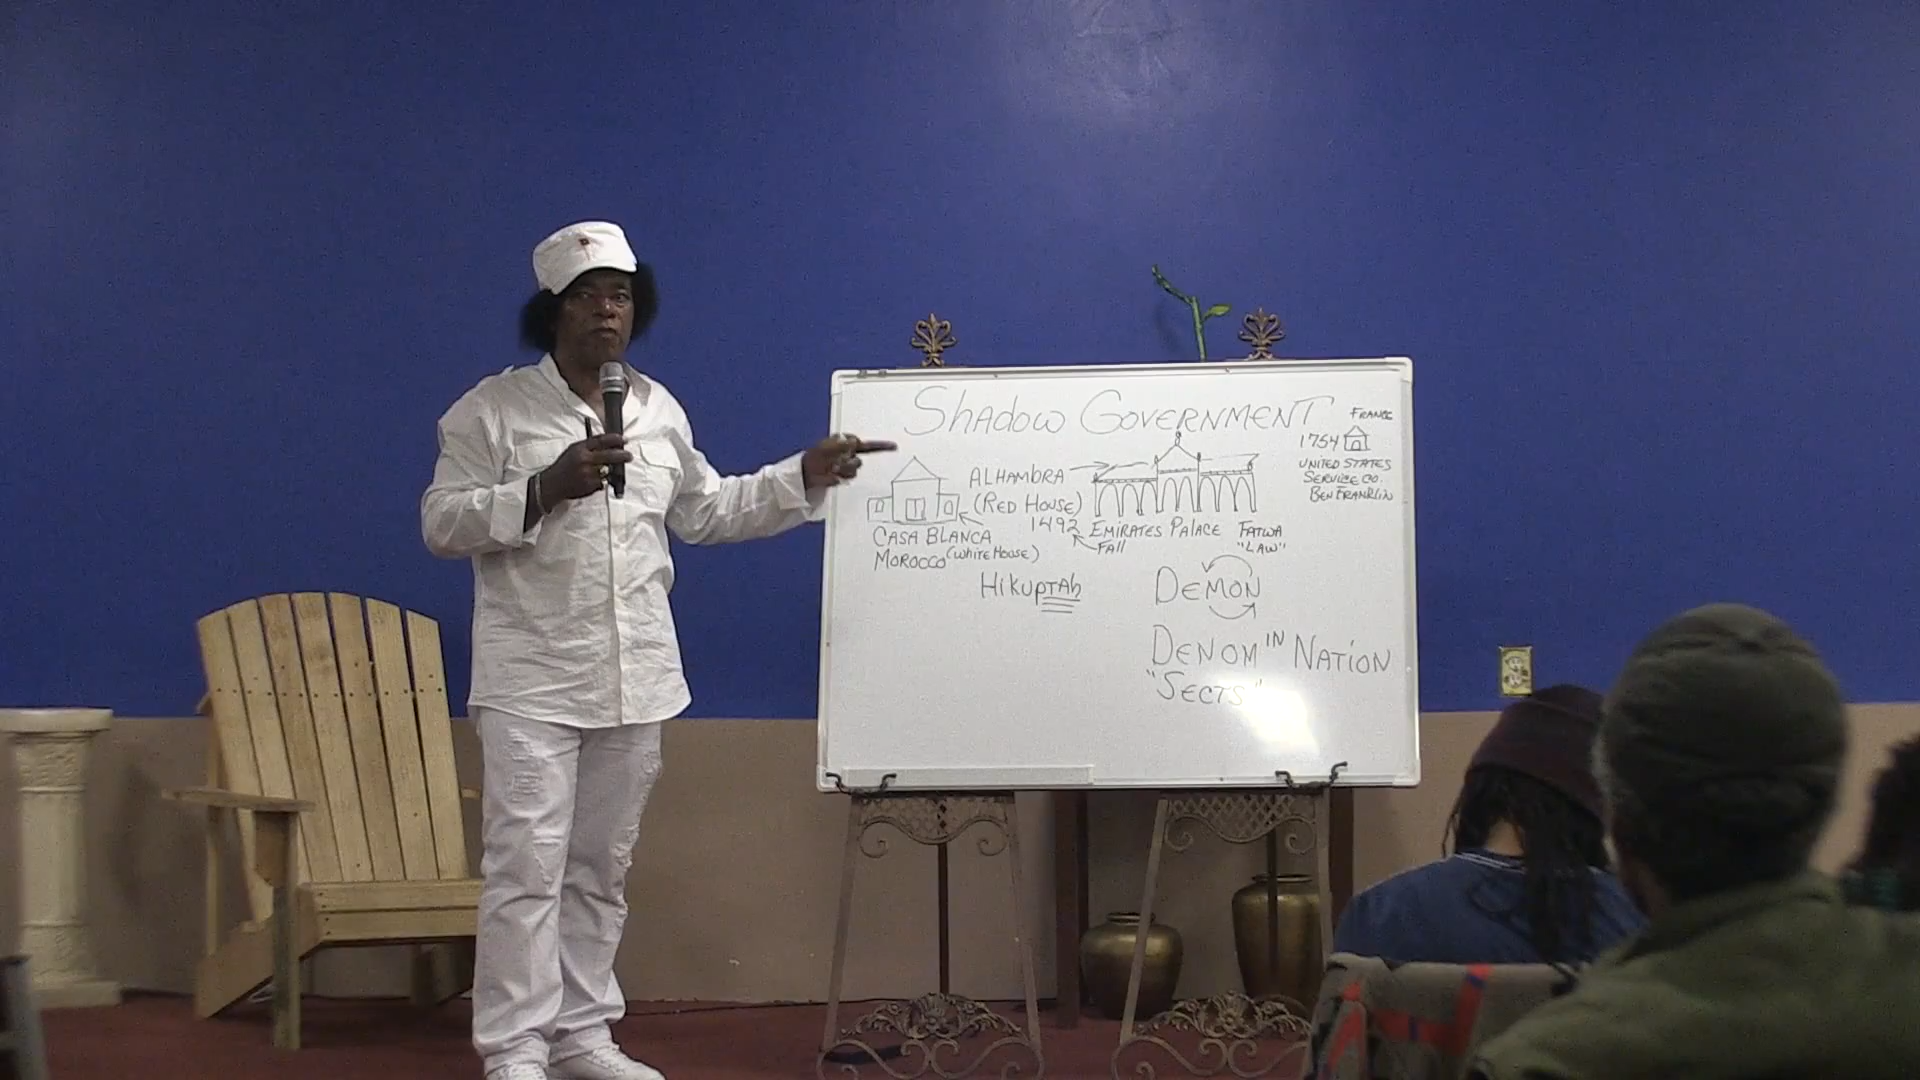 Shadow Government
France
1754
United States
Service Co.
Ben Franklin
Alhambra
(Red House)
1492
Fall
Casa Blanca
Morocco (White House)
Emirates Palace
Fatwa
"Law"
Hikuptah
Demon
Denom in Nation
"Sects"